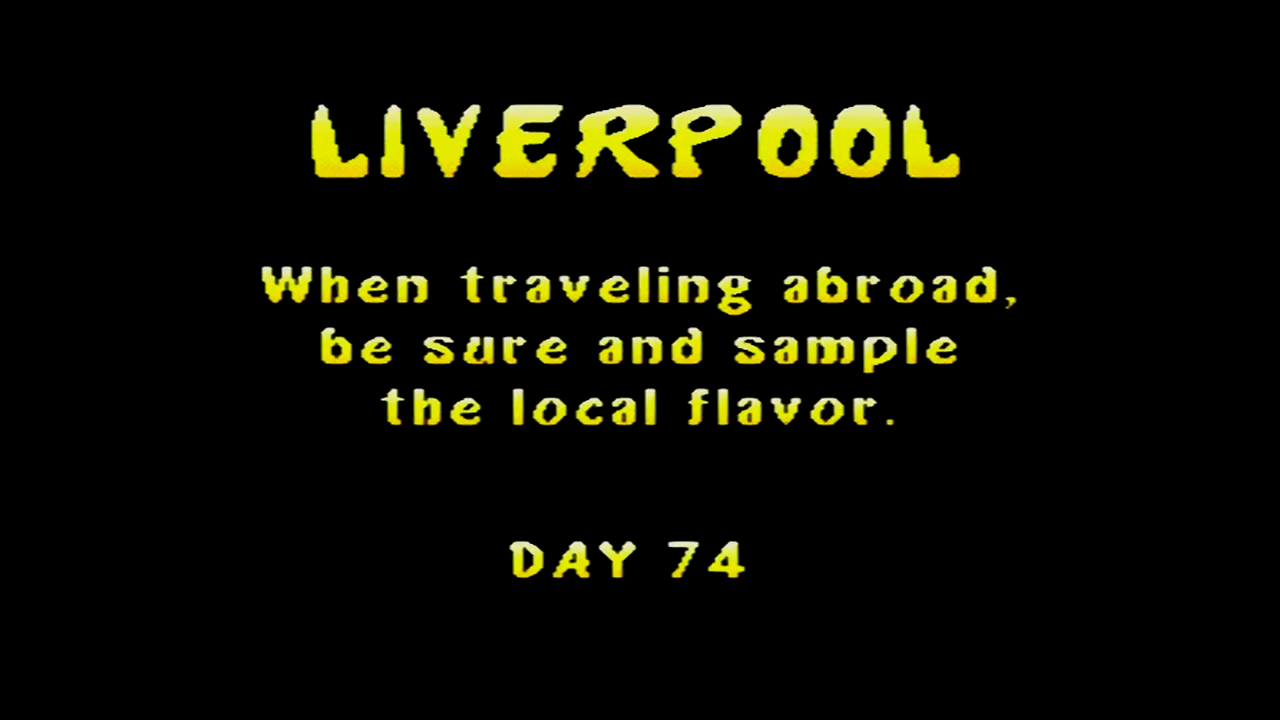 LIVERPOOL
When traveling abroad,
be sure and sample
the local flavor.
DAY 74